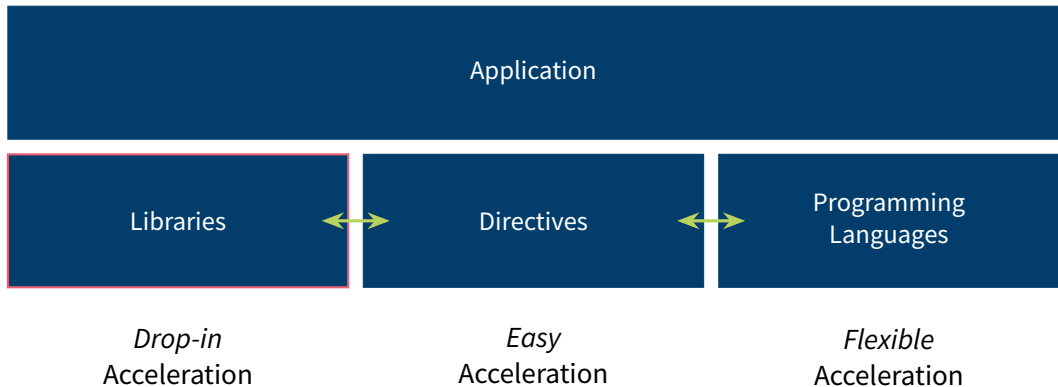 Application
Libraries
Directives
Programming
Languages
Drop-in
Acceleration
Easy
Acceleration
Flexible
Acceleration